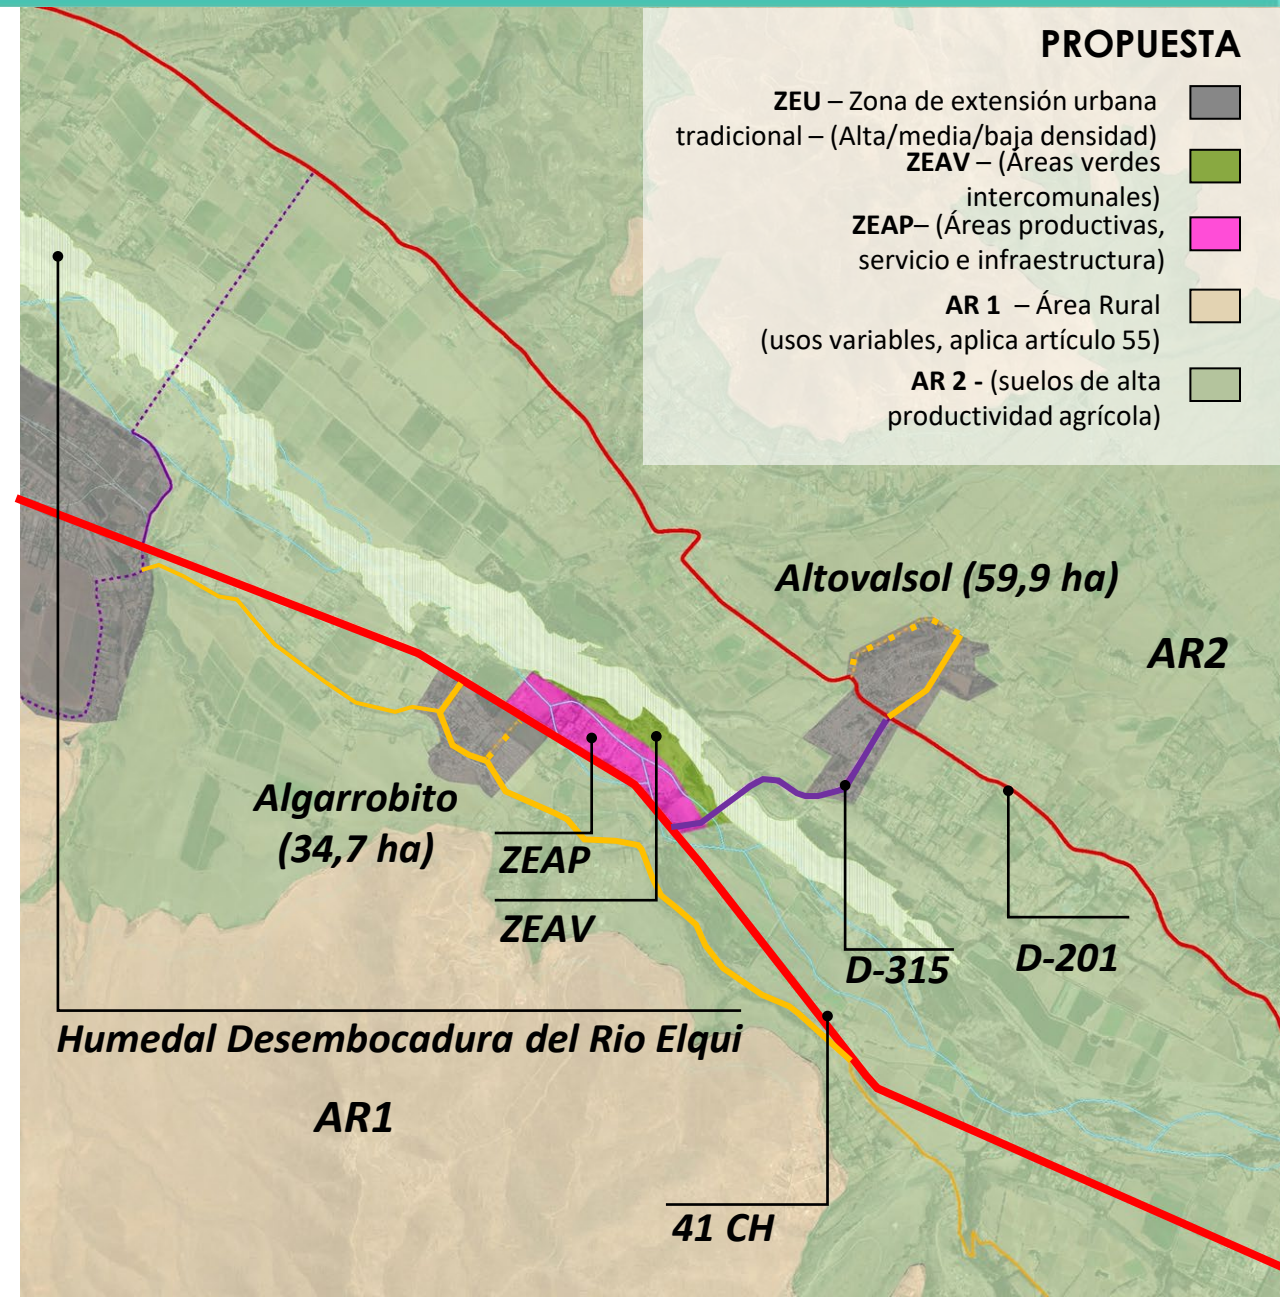 PROPUESTA
ZEU – Zona de extensión urbana
tradicional – (Alta/media/baja densidad)
ZEAV – (Áreas verdes
intercomunales)
ZEAP– (Áreas productivas,
servicio e infraestructura)
AR 1 – Área Rural
(usos variables, aplica artículo 55)
AR 2 - (suelos de alta
productividad agrícola)
Altovalsol (59,9 ha)
AR2
Algarrobito
(34,7 ha)
ZEAP
ZEAV
D-315
D-201
Humedal Desembocadura del Rio Elqui
AR1
41 CH